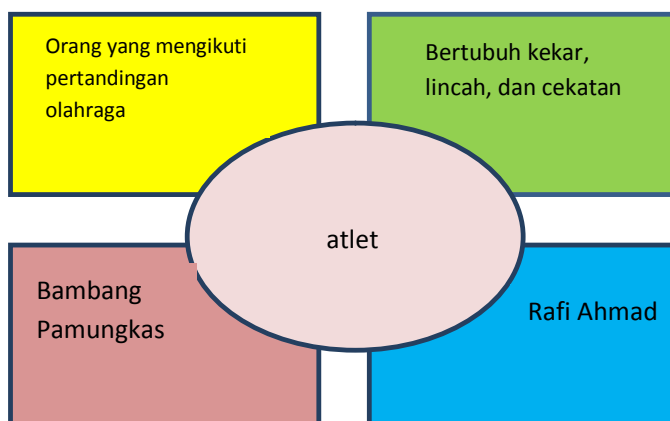 Orang yang mengikuti
pertandingan
olahraga
Bertubuh kekar,
lincah, dan cekatan
atlet
Bambang
Pamungkas
Rafi Ahmad